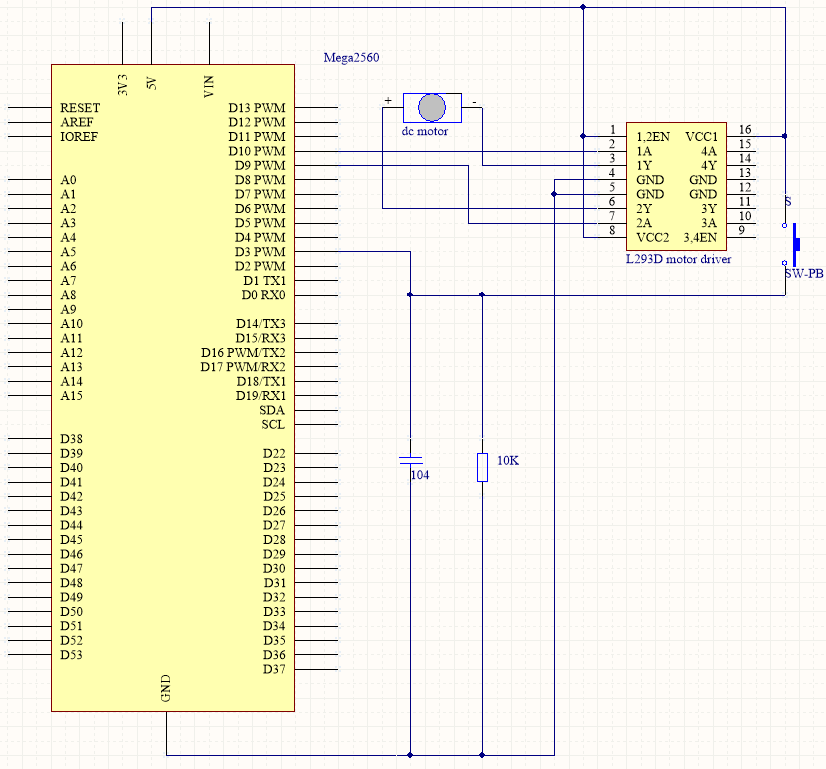 Mega2560
3V3 5V VIN
RESET
AREF
IOREF
A0
A1
A2
A3
A4
A5
A6
A7
A8
A9
A10
A11
A12
A13
A14
A15
D38
D39
D40
D41
D42
D43
D44
D45
D46
D47
D48
D49
D50
D51
D52
D53
D13 PWM
D12 PWM
D11 PWM
D10 PWM
D9 PWM
D8 PWM
D7 PWM
D6 PWM
D5 PWM
D4 PWM
D3 PWM
D2 PWM
D1 TX1
D0 RX0
D14/TX3
D15/RX3
D16 PWM/TX2
D17 PWM/RX2
D18/TX1
D19/RX1
SDA
SCL
D22
D23
D24
D25
D26
D27
D28
D29
D30
D31
D32
D33
D34
D35
D36
D37
GND
+ -
dc motor
1 1,2EN VCC1 16
2 1A 4A 15
3 1Y 4Y 14
4 GND GND 13
5 GND GND 12
6 2Y 3Y 11
7 2A 3A 10
8 VCC2 3,4EN 9
L293D motor driver
S
SW-PB
104
10K